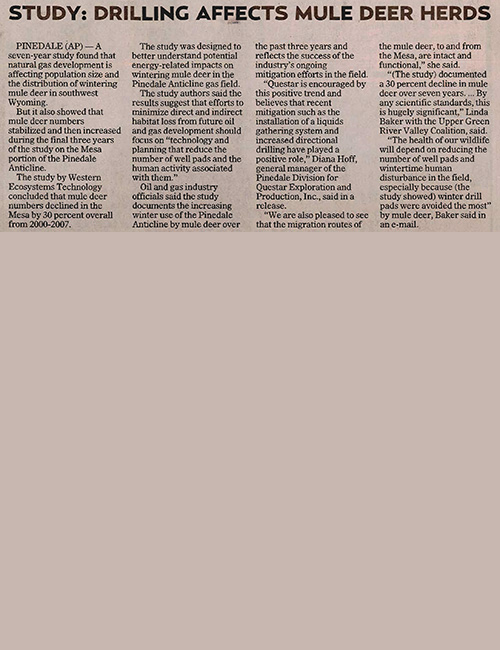 STUDY: DRILLING AFFECTS MULE DEER HERDS
PINEDALE (AP) — A
seven-year study found that
natural gas development is
affecting population size and
the distribution of wintering
mule deer in southwest
Wyoming.
But it also showed that
mule deer numbers
stabilized and then increased
during the final three years
of the study on the Mesa
portion of the Pinedale
Anticline.
The study by Western
Ecosystems Technology
concluded that mule deer
numbers declined in the
Mesa by 30 percent overall
from 2000-2007.
The study was designed to
better understand potential
energy-related impacts on
wintering mule deer in the
Pinedale Anticline gas field.
The study authors said the
results suggest that efforts to
minimize direct and indirect
habitat loss from future oil
and gas development should
focus on "technology and
planning that reduce the
number of well pads and the
human activity associated
with them."
Oil and gas industry
officials said the study
documents the increasing
winter use of the Pinedale
Anticline by mule deer over
the past three years and
reflects the success of the
industry's ongoing
mitigation efforts in the field.
"Questar is encouraged by
this positive trend and
believes that recent
mitigation such as the
installation of a liquids
gathering system and
increased directional
drilling have played a
positive role," Diana Hoff,
general manager of the
Pinedale Division for
Questar Exploration and
Production, Inc., said in a
release.
"We are also pleased to see
that the migration routes of
the mule deer, to and from
the Mesa, are intact and
functional," she said.
"(The study) documented
a 30 percent decline in mule
deer over seven years. ... By
any scientific standards, this
is hugely significant," Linda
Baker with the Upper Green
River Valley Coalition, said.
"The health of our wildlife
will depend on reducing the
number of well pads and
wintertime human
disturbance in the field,
especially because (the
study showed) winter drill
pads were avoided the most"
by mule deer, Baker said in
an e-mail.